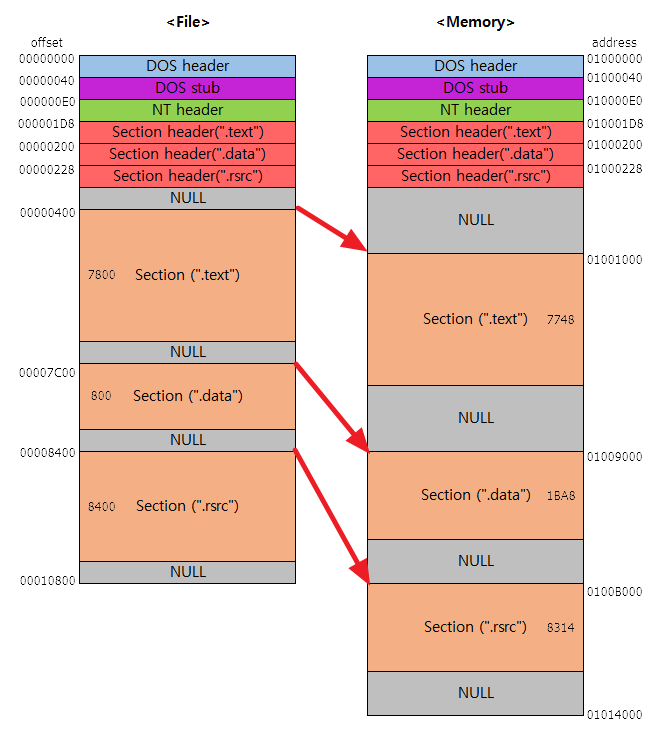 <File>
<Memory>
offset
address
00000000
DOS header
DOS header
01000000
00000040
DOS stub
DOS stub
01000040
000000E0
NT header
NT header
010000E0
000001D8
Section header(".text")
Section header(".text")
010001D8
00000200
Section header(".data")
Section header(".data")
01000200
00000228
Section header(".rsrc")
Section header(".rsrc")
01000228
NULL
NULL
00000400
01001000
7800
Section (".text")
Section (".text")
7748
NULL
NULL
00007C00
800
Section (".data")
01009000
NULL
00008400
Section (".data")
1BA8
8400
Section (".rsrc")
NULL
NULL
00010800
0100B000
Section (".rsrc")
8314
NULL
01014000